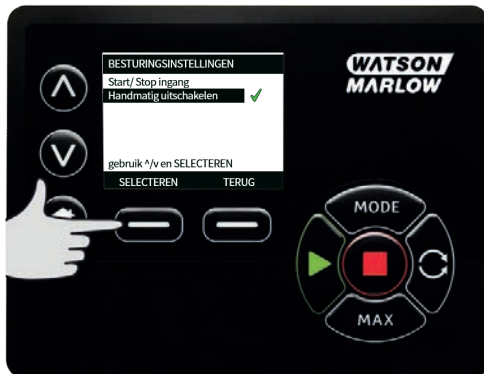 BESTURINGSINSTELLINGEN
Start/ Stop ingang
Handmatig uitschakelen
gebruik ^/v en SELECTEREN
SELECTEREN TERUG
WATSON
MARLOW
MODE
MAX